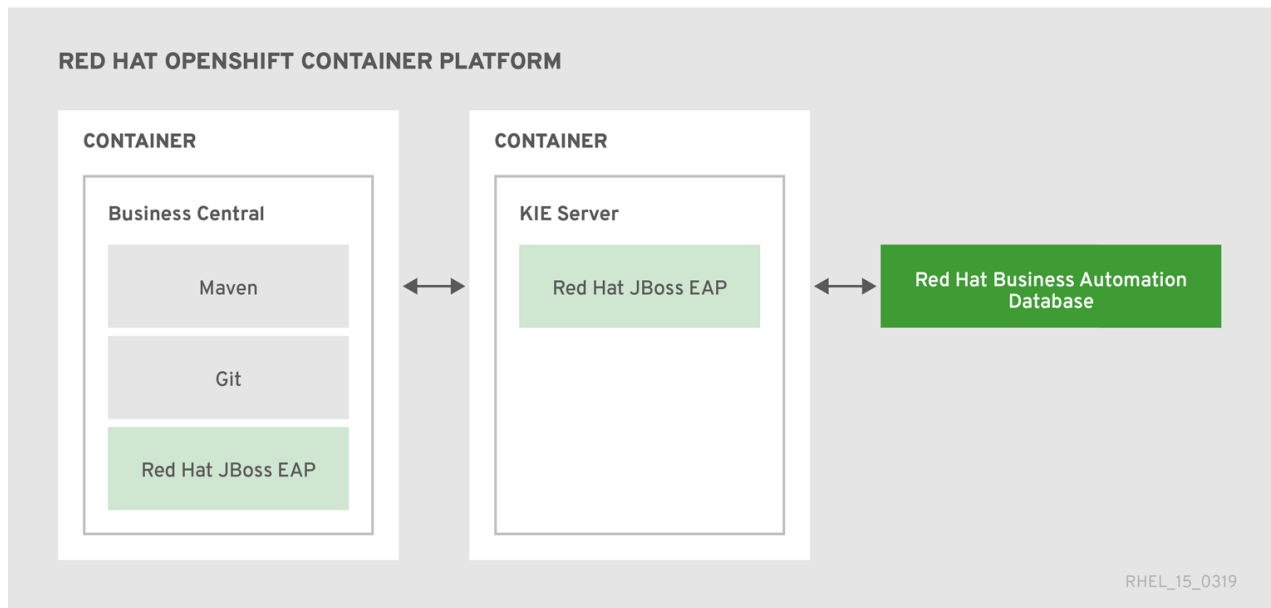 RED HAT OPENSHIFT CONTAINER PLATFORM
CONTAINER
Business Central
Maven
Git
Red Hat JBoss EAP
CONTAINER
KIE Server
Red Hat JBoss EAP
Red Hat Business Automation
Database
RHEL_15_0319